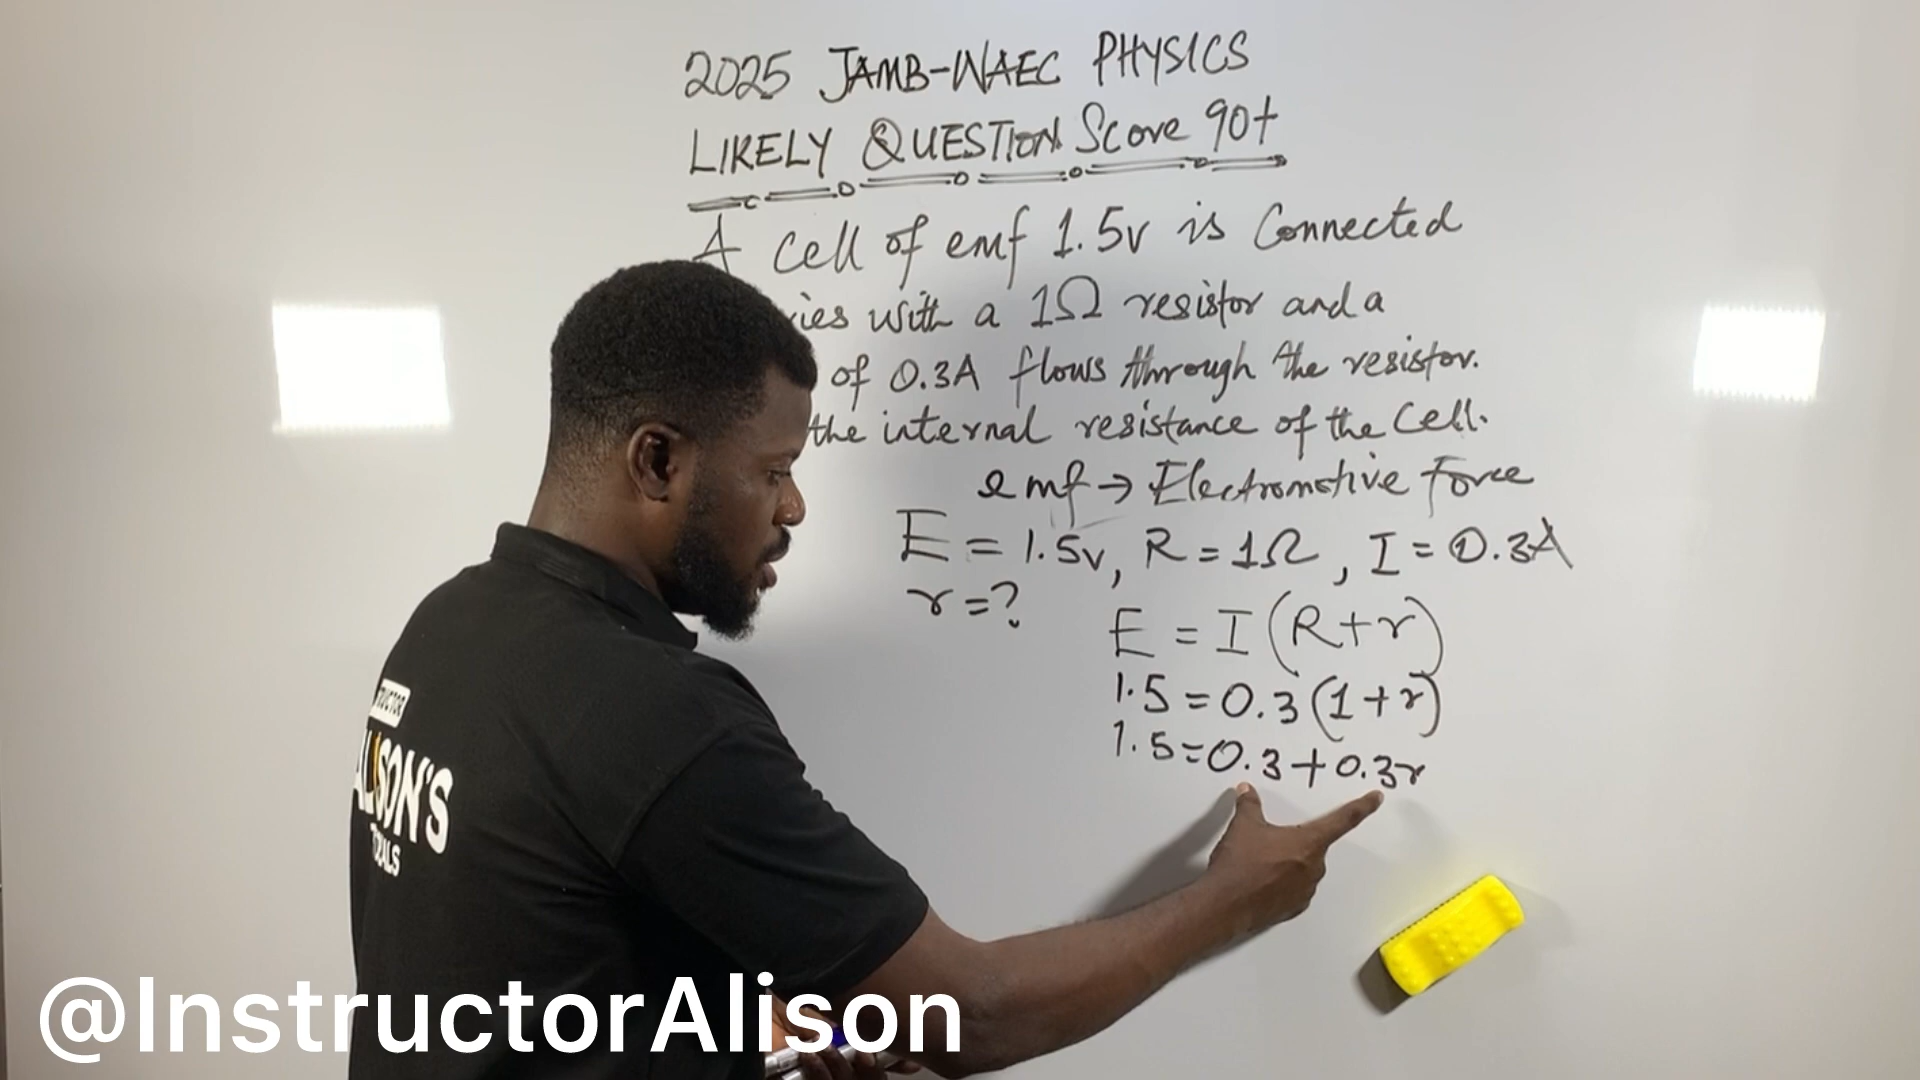 2025 JAMB-WAEC PHYSICS
LIKELY QUESTION Score 90+
A cell of emf 1.5v is Connected
ries with a 1Ω resistor and a
of 0.3A flows through the resistor.
the internal resistance of the Cell.
emf → Electromotive Force
E = 1.5v, R = 1Ω, I = 0.3A
r = ?
E = I (R+r)
1.5 = 0.3 (1+r)
1.5 = 0.3 + 0.3r
@InstructorAlison